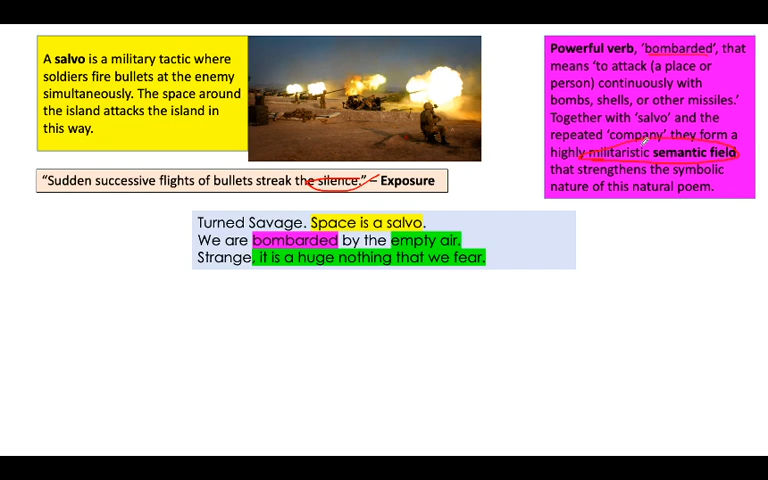 A salvo is a military tactic where
soldiers fire bullets at the enemy
simultaneously. The space around
the island attacks the island in
this way.
Powerful verb, ‘bombarded’, that
means ‘to attack (a place or
person) continuously with
bombs, shells, or other missiles.’
Together with ‘salvo’ and the
repeated ‘company’ they form a
highly militaristic semantic field
that strengthens the symbolic
nature of this natural poem.
“Sudden successive flights of bullets streak the silence.” – Exposure
Turned Savage. Space is a salvo.
We are bombarded by the empty air.
Strange, it is a huge nothing that we fear.